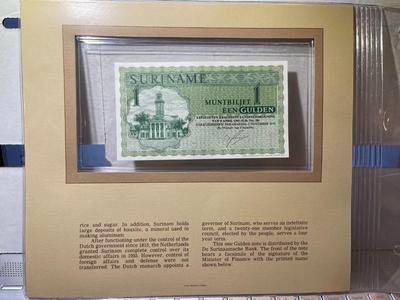 SURINAME
1
MUNTBILJET 1
EEN GULDEN
rice and sugar. In addition, Surinam holds
large deposits of bauxite, a mineral used in
making aluminum.
After functioning under the control of the
Dutch government since 1815, the Netherlands
granted Surinam complete control over its
domestic affairs in 1955. However, control of
foreign affairs and defense were not
transferred. The Dutch monarch appoints a
governor of Surinam, who serves an indefinite
term, and a twenty-one member legislative
council, elected by the people, serves a four
year term.
This one Gulden note is distributed by the
De Surinaamsche Bank. The front of the note
bears a facsimile of the signature of the
Minister of Finance with the printed name
shown below.